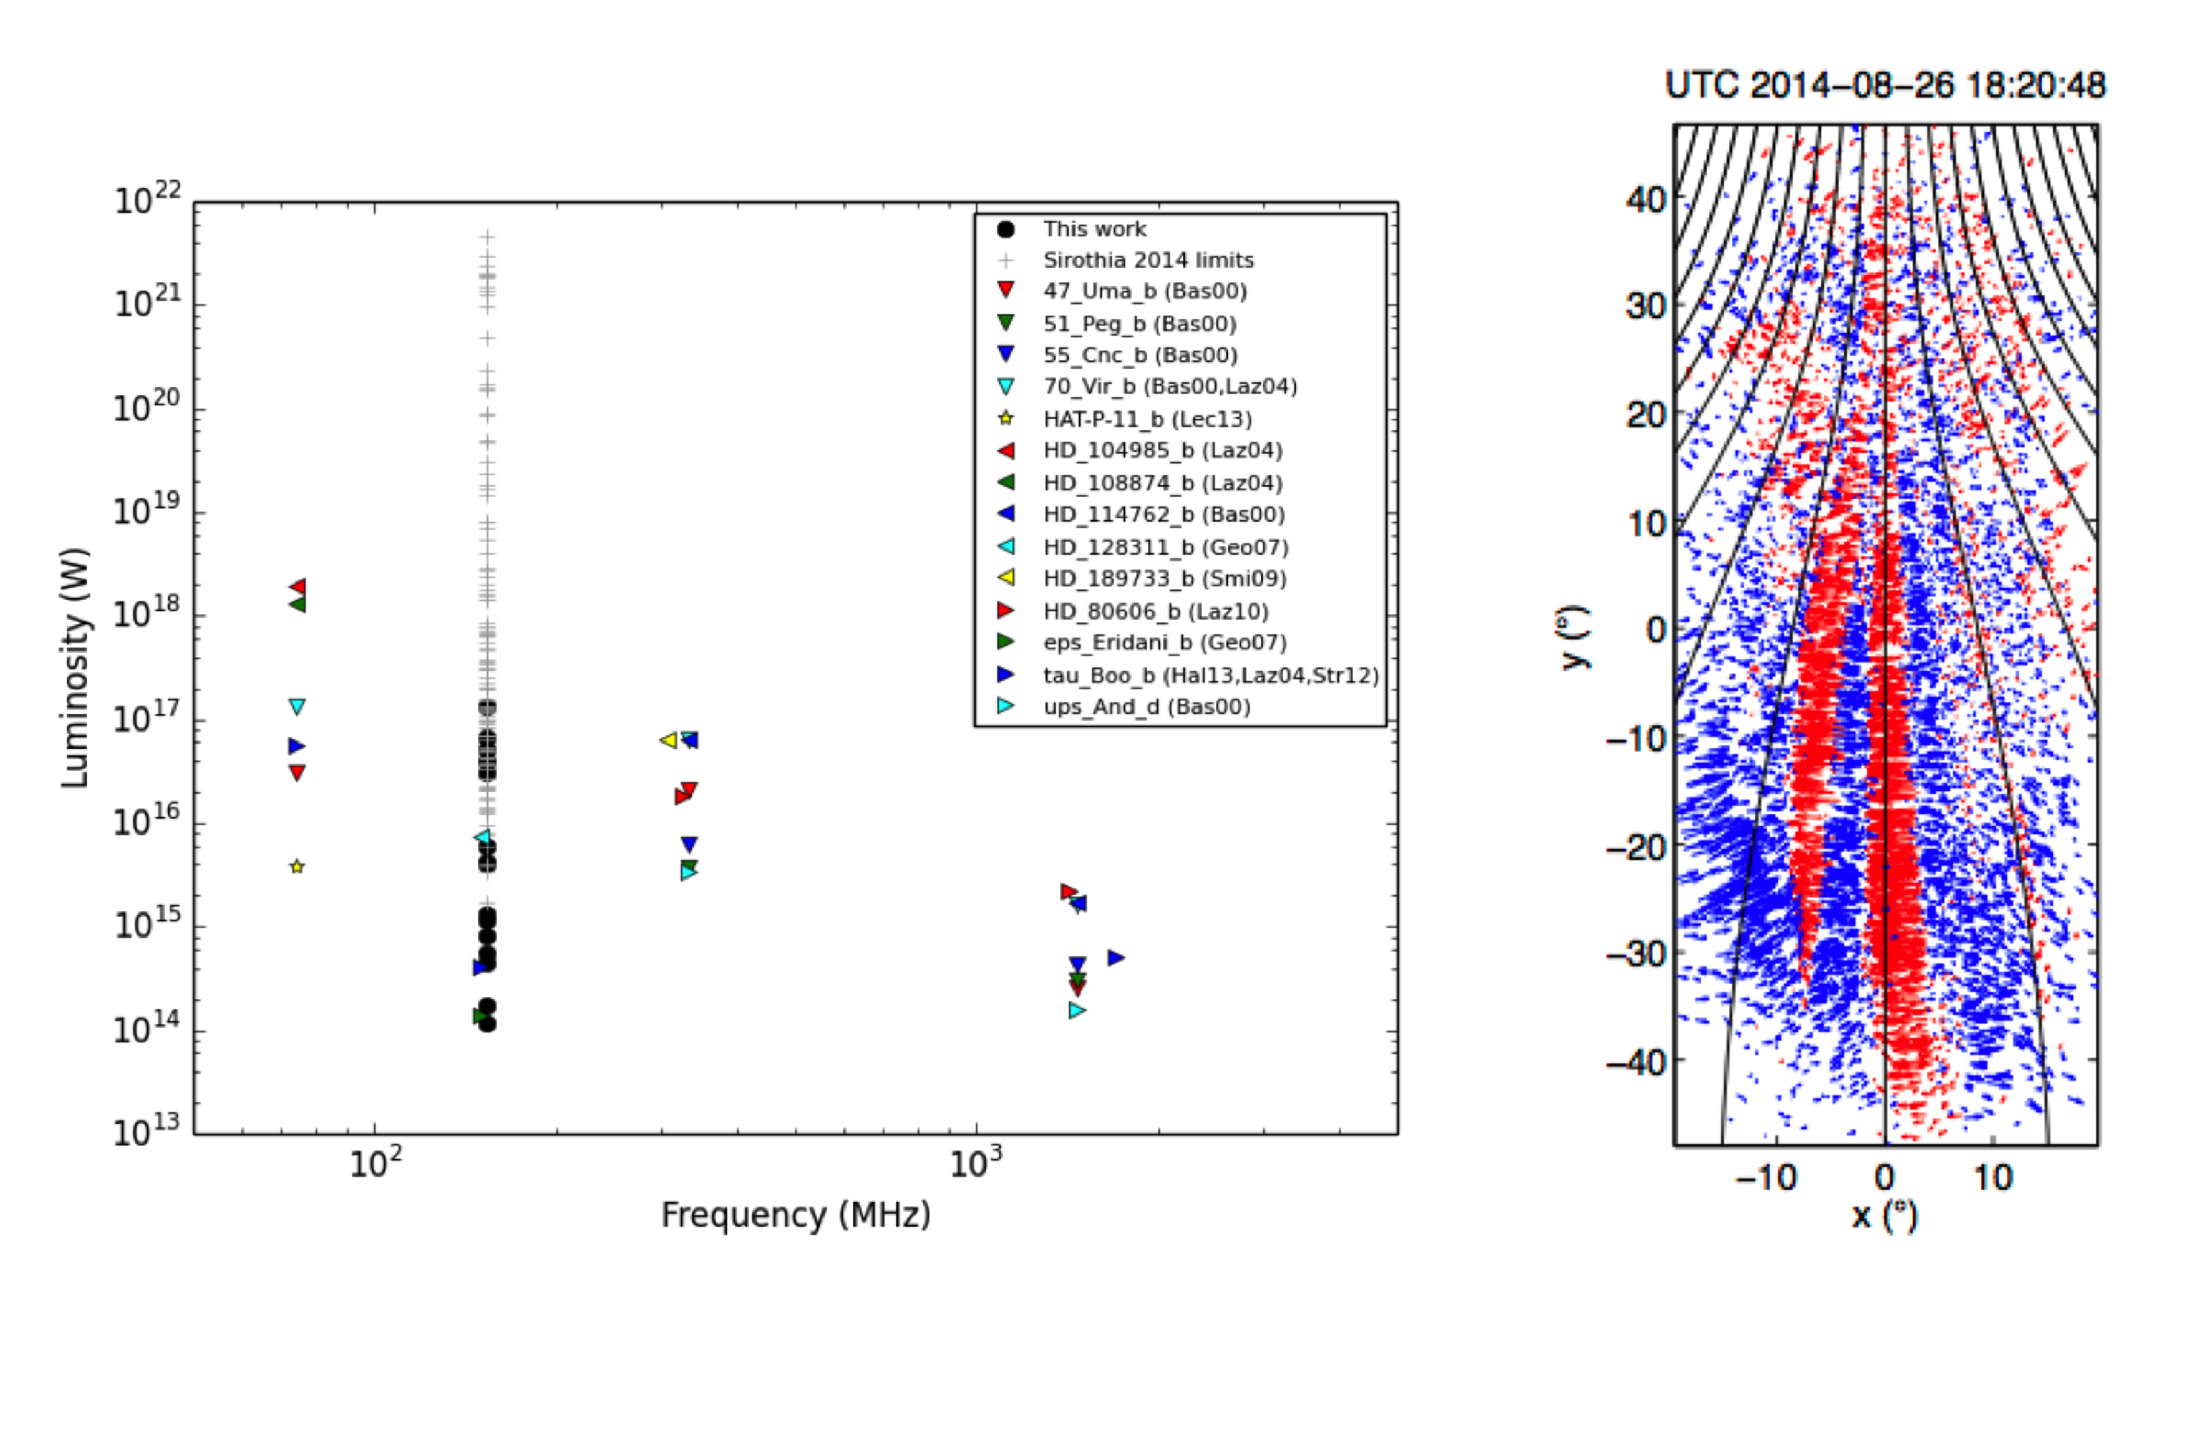 UTC 2014–08–26 18:20:48
10^22
10^21
10^20
10^19
10^18
10^17
10^16
10^15
10^14
10^13
Luminosity (W)
10^2
10^3
Frequency (MHz)
This work
Sirothia 2014 limits
47_Uma_b (Bas00)
51_Peg_b (Bas00)
55_Cnc_b (Bas00)
70_Vir_b (Bas00,Laz04)
HAT-P-11_b (Lec13)
HD_104985_b (Laz04)
HD_108874_b (Laz04)
HD_114762_b (Bas00)
HD_128311_b (Geo07)
HD_189733_b (Smi09)
HD_80606_b (Laz10)
eps_Eridani_b (Geo07)
tau_Boo_b (Hal13,Laz04,Str12)
ups_And_d (Bas00)
40
30
20
10
0
–10
–20
–30
–40
y (°)
–10
0
10
x (°)